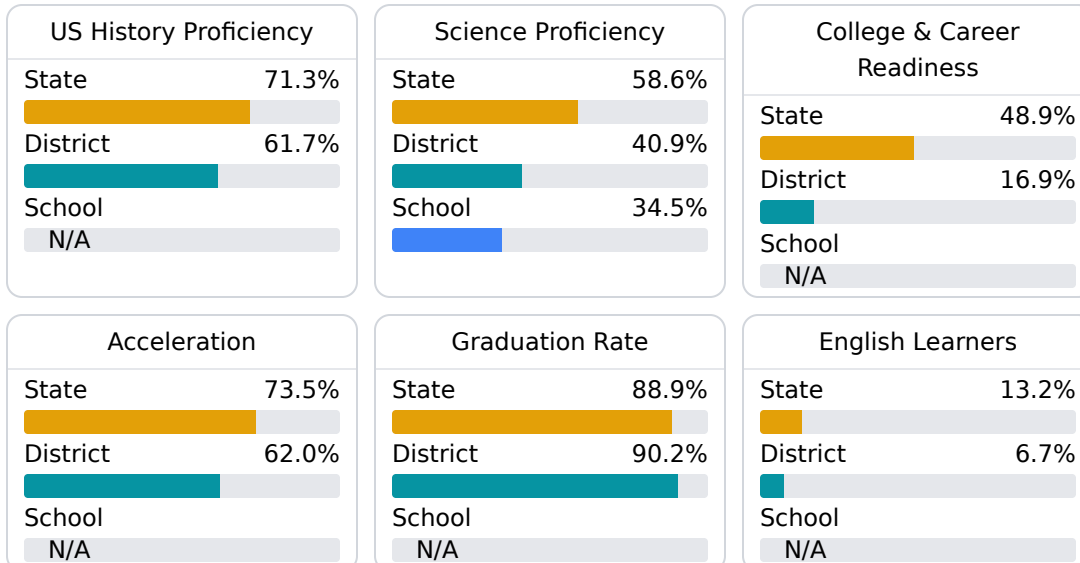 US History Proficiency
State 71.3%
District 61.7%
School
N/A
Science Proficiency
State 58.6%
District 40.9%
School 34.5%
College & Career
Readiness
State 48.9%
District 16.9%
School
N/A
Acceleration
State 73.5%
District 62.0%
School
N/A
Graduation Rate
State 88.9%
District 90.2%
School
N/A
English Learners
State 13.2%
District 6.7%
School
N/A